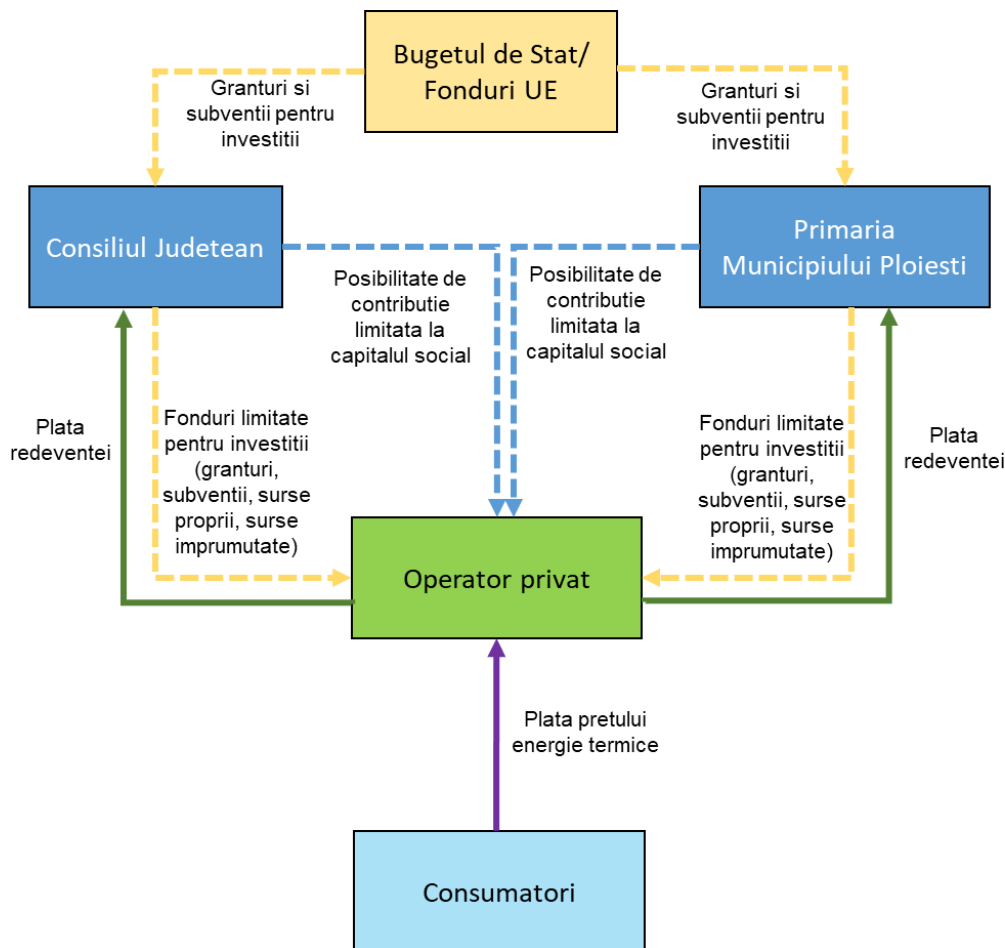 Bugetul de Stat/
Fonduri UE
Granturi si
subventii pentru
investitii
Granturi si
subventii pentru
investitii
Consiliul Judetean
Primaria
Municipiului Ploiesti
Posibilitate de
contributie
limitata la
capitalul social
Posibilitate de
contributie
limitata la
capitalul social
Plata
redeventei
Fonduri limitate
pentru investitii
(granturi,
subventii, surse
proprii, surse
imprumutate)
Fonduri limitate
pentru investitii
(granturi,
subventii, surse
proprii, surse
imprumutate)
Plata
redeventei
Operator privat
Plata pretului
energie termice
Consumatori